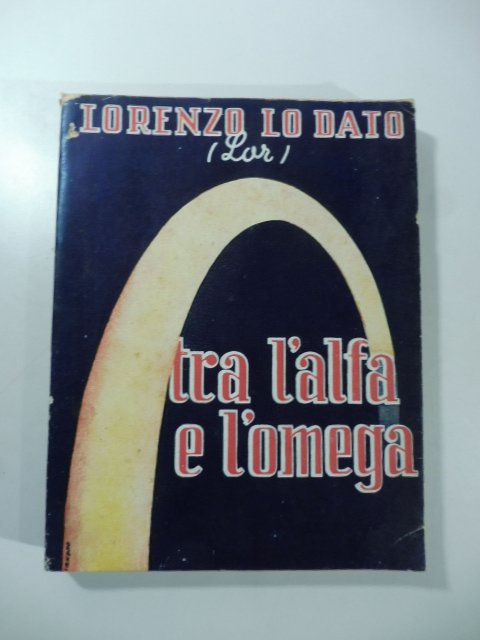 LORENZO LO DATO
(Lor)
tra l'alfa
e l'omega